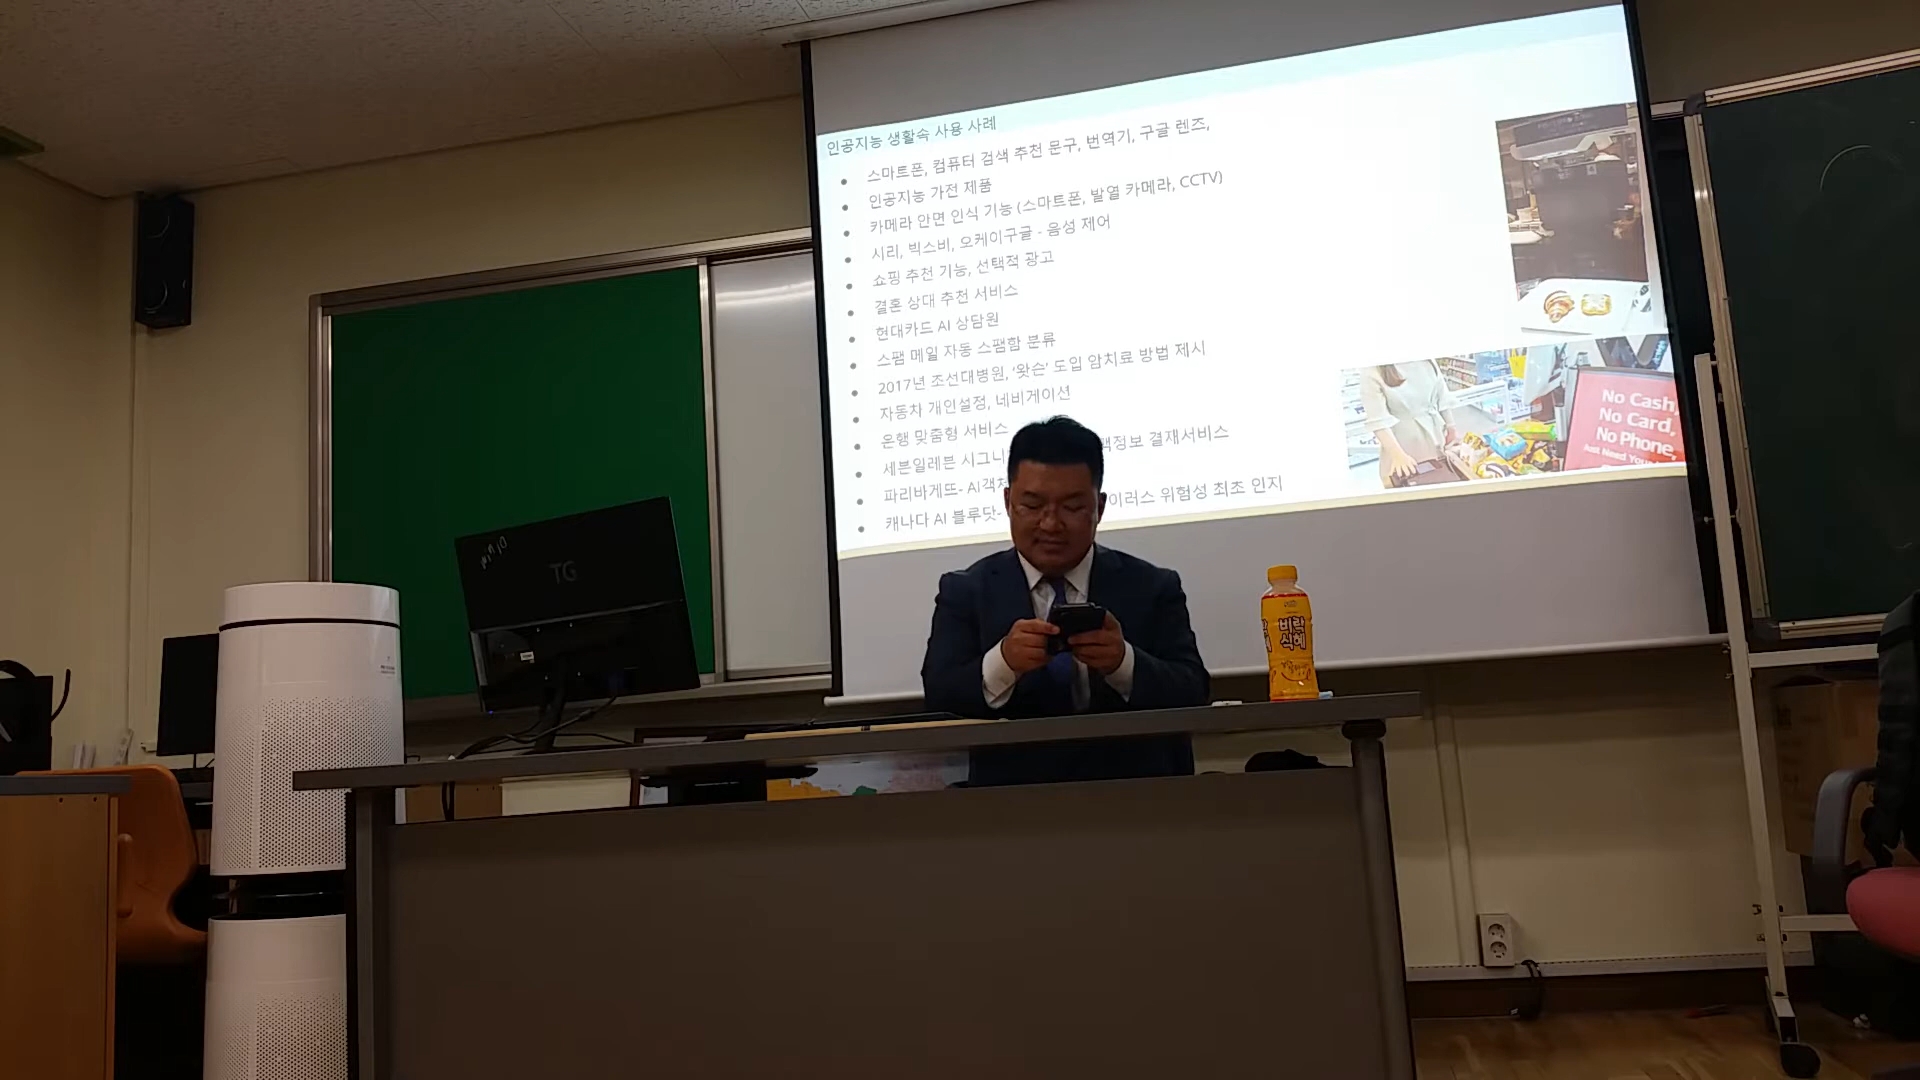 인공지능 생활속 사용 사례
스마트폰, 컴퓨터 검색 추천 문구, 번역기, 구글 렌즈,
인공지능 가전 제품
카메라 안면 인식 기능 (스마트폰, 발열 카메라, CCTV)
시리, 빅스비, 오케이구글 - 음성 제어
쇼핑 추천 기능, 선택적 광고
결혼 상대 추천 서비스
현대카드 AI 상담원
스팸 메일 자동 스팸함 분류
2017년 조선대병원, '왓슨' 도입 암치료 방법 제시
자동차 개인설정, 네비게이션
은행 맞춤형 서비스
세븐일레븐 시그니 맥정보 결재서비스
파리바게뜨- AI객체
캐나다 AI 블루닷- 이러스 위험성 최초 인지
No Cash,
No Card,
No Phone,
Just Need Your
TG
비락
식혜